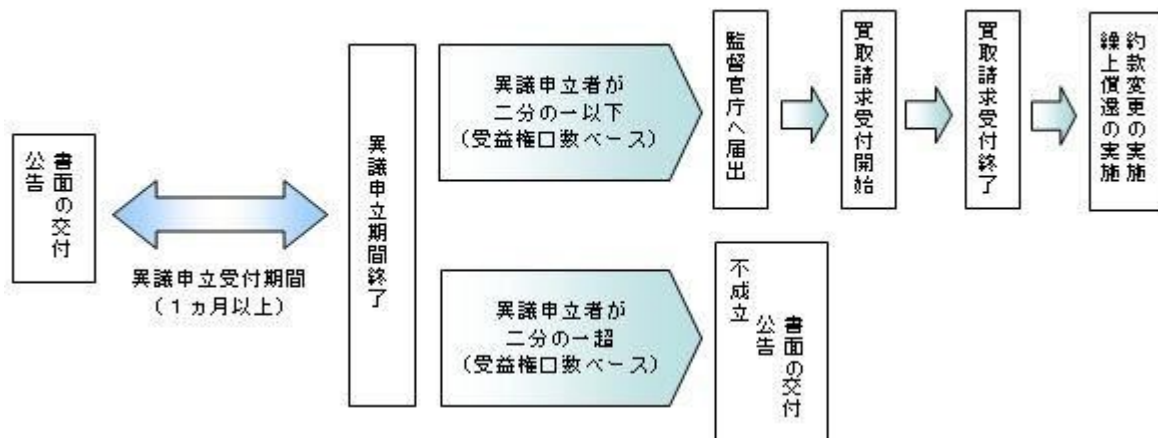 書面の交付
公告
異議申立受付期間
(1ヵ月以上)
異議申立期間終了
異議申立者が
二分の一以下
(受益権口数ベース)
監督官庁へ届出
買取請求受付開始
買取請求受付終了
約款変更の実施
繰上償還の実施
異議申立者が
二分の一超
(受益権口数ベース)
不成立
書面の交付
公告